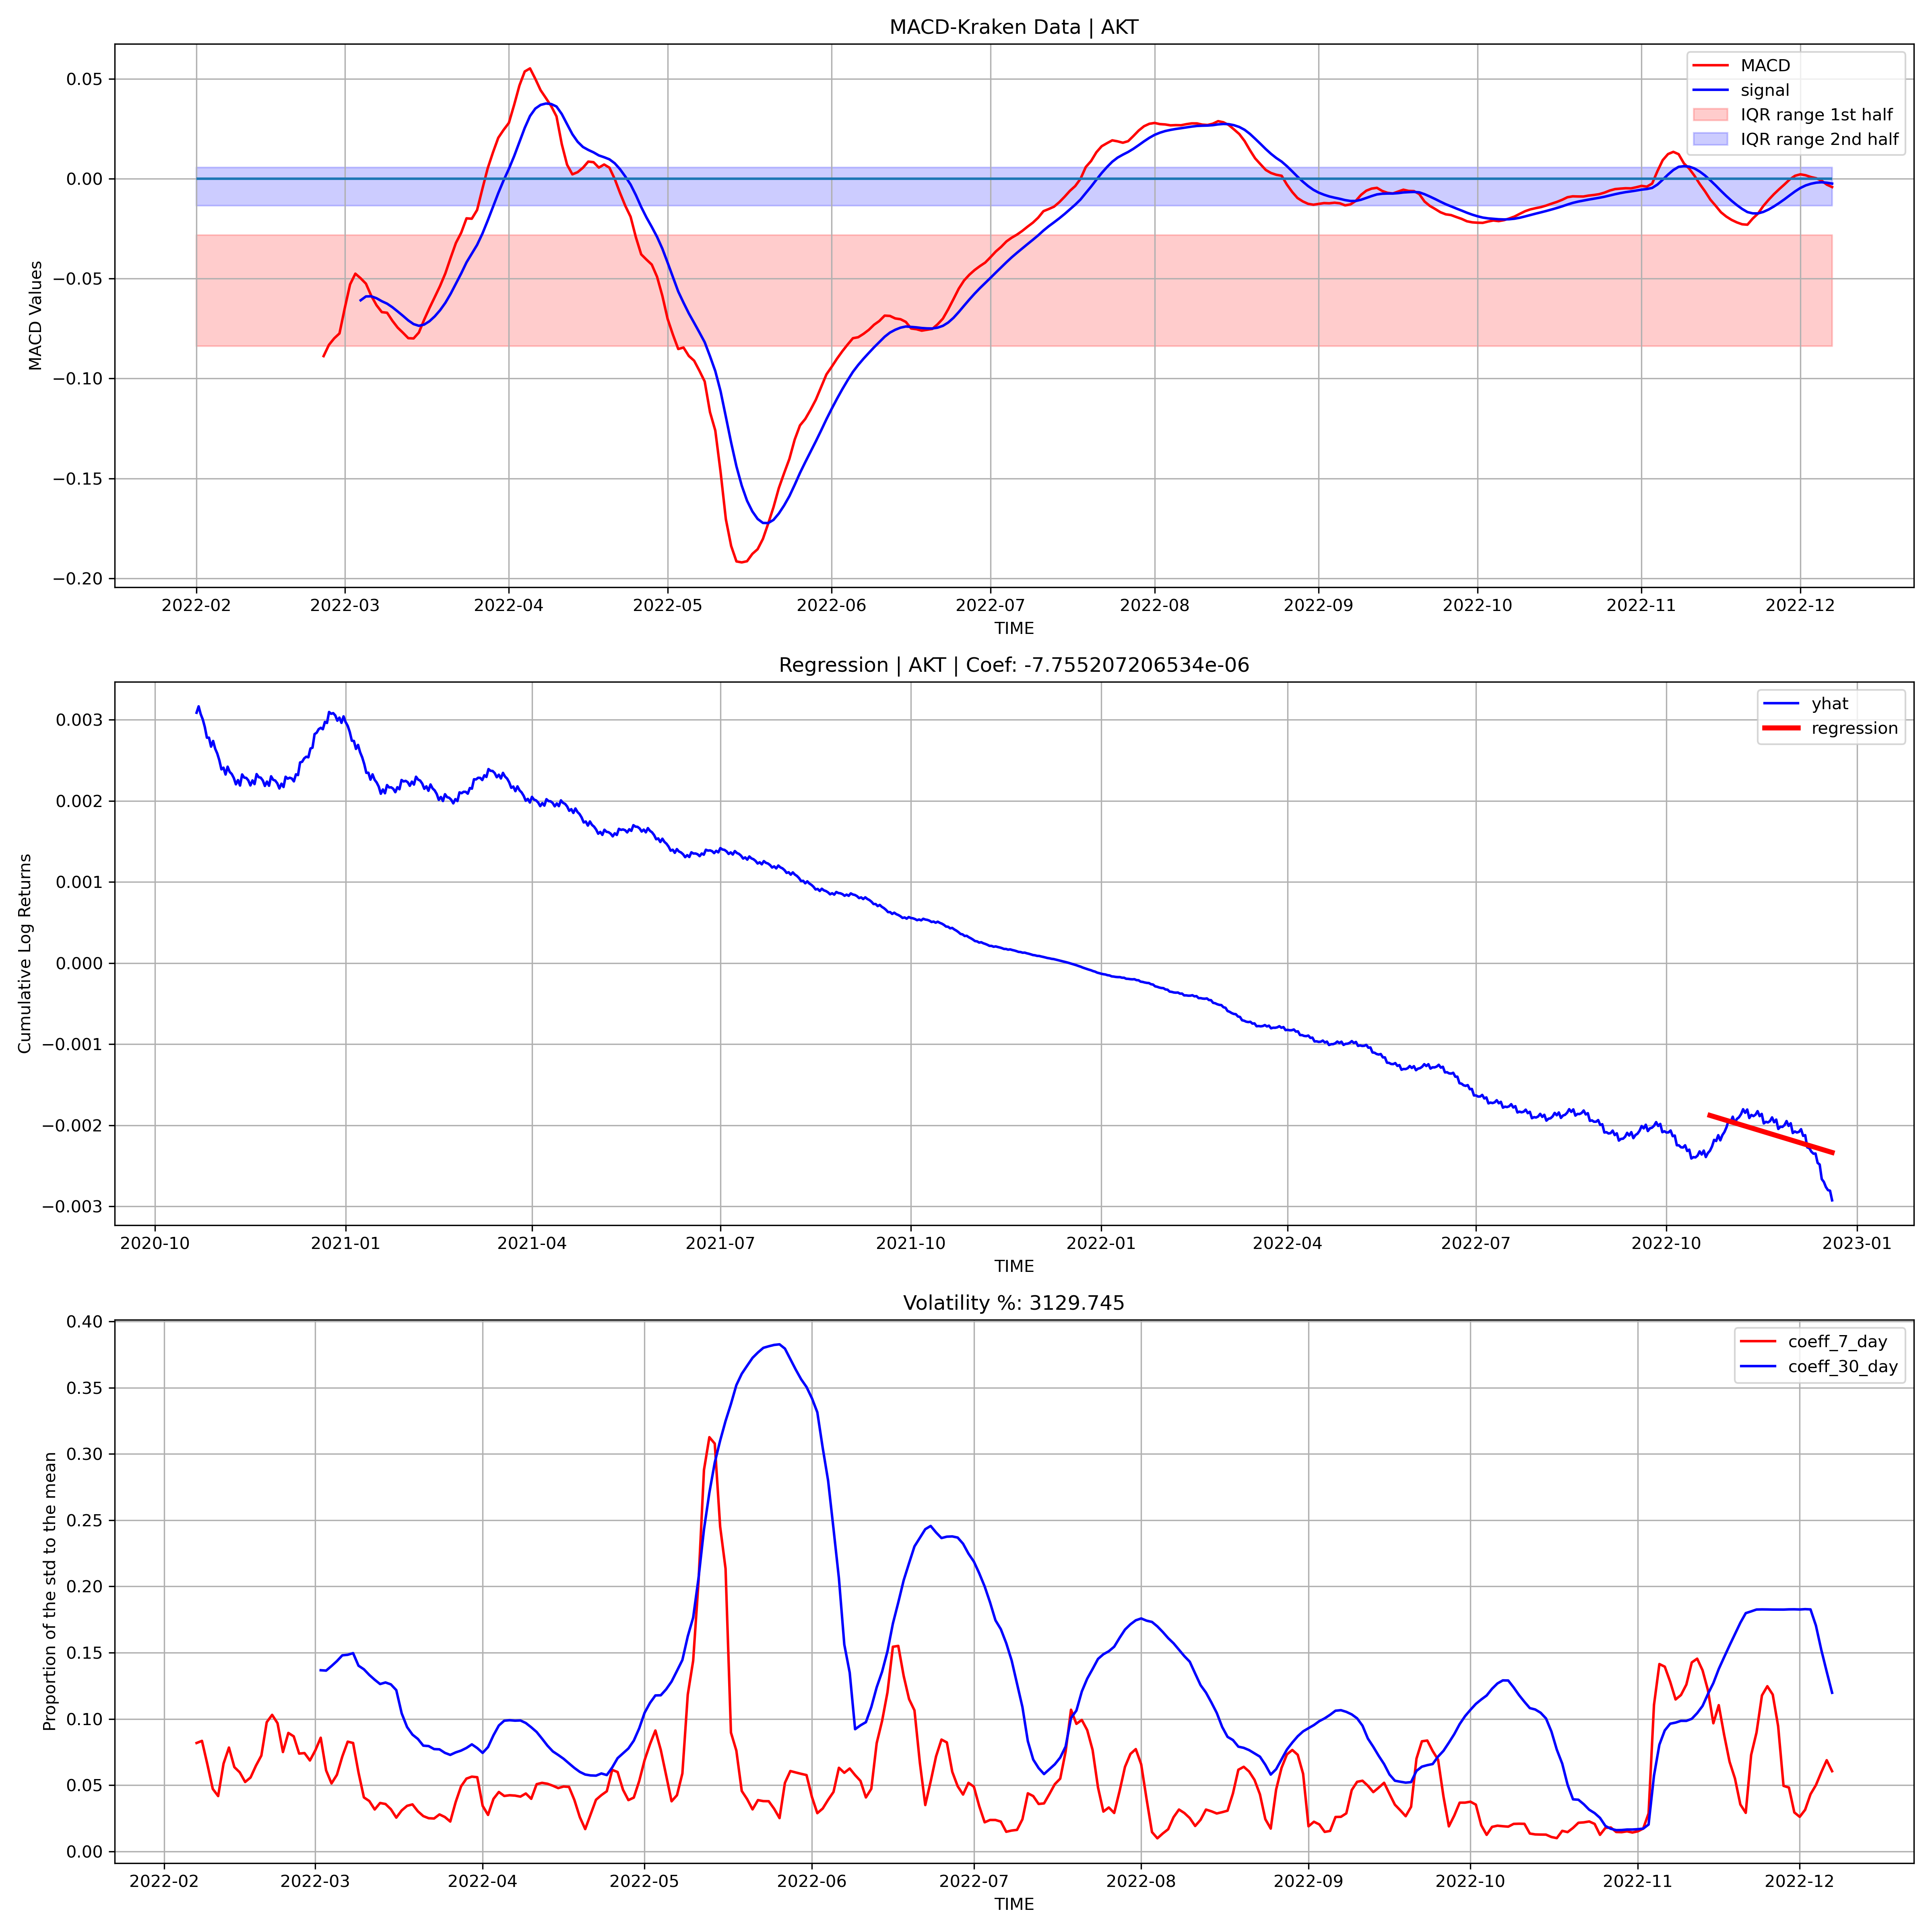 MACD-Kraken Data | AKT
MACD
signal
IQR range 1st half
IQR range 2nd half
MACD Values
0.05
0.00
−0.05
−0.10
−0.15
−0.20
2022-02 2022-03 2022-04 2022-05 2022-06 2022-07 2022-08 2022-09 2022-10 2022-11 2022-12
TIME
Regression | AKT | Coef: -7.755207206534e-06
yhat
regression
Cumulative Log Returns
0.003
0.002
0.001
0.000
−0.001
−0.002
−0.003
2020-10 2021-01 2021-04 2021-07 2021-10 2022-01 2022-04 2022-07 2022-10 2023-01
TIME
Volatility %: 3129.745
coeff_7_day
coeff_30_day
Proportion of the std to the mean
0.40
0.35
0.30
0.25
0.20
0.15
0.10
0.05
0.00
2022-02 2022-03 2022-04 2022-05 2022-06 2022-07 2022-08 2022-09 2022-10 2022-11 2022-12
TIME